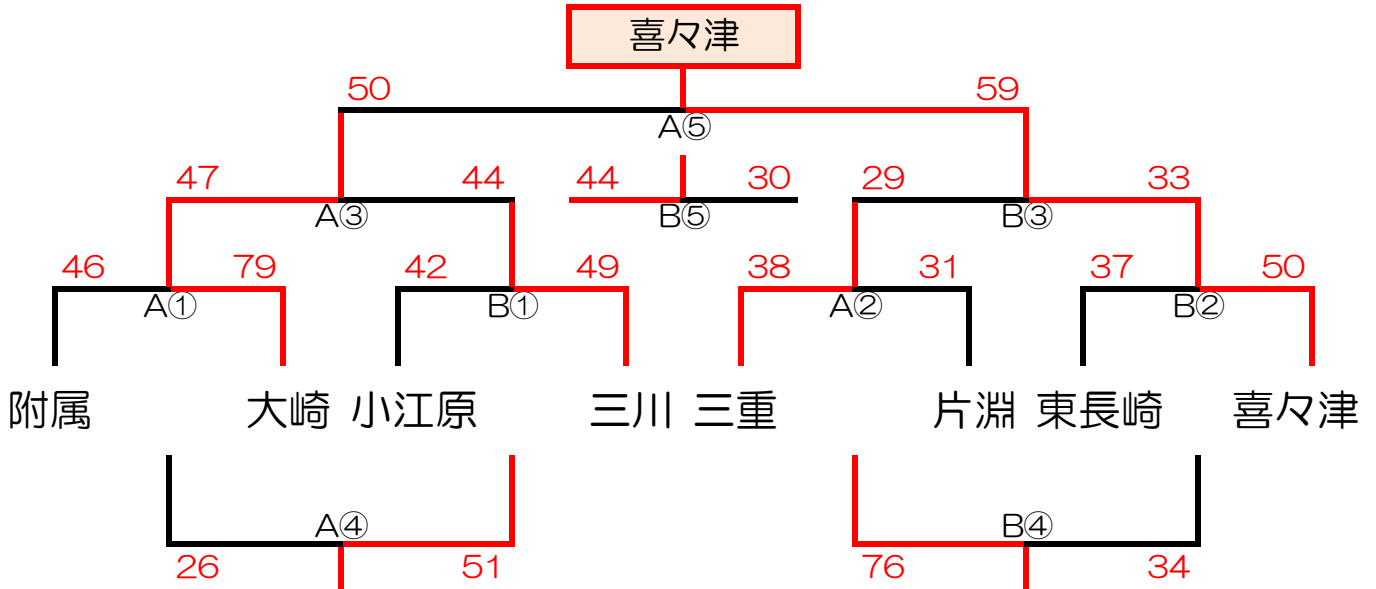 喜々津
50 59
A⑤
47 44 44 30 29 33
A③ B⑤ B③
46 79 42 49 38 31 37 50
A① B① A② B②
附属 大崎 小江原 三川 三重 片淵 東長崎 喜々津
A④ B④
26 51 76 34